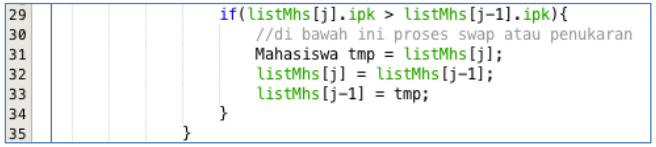 29 if(listMhs[j].ipk > listMhs[j-1].ipk){
30 //di bawah ini proses swap atau penukaran
31 Mahasiswa tmp = listMhs[j];
32 listMhs[j] = listMhs[j-1];
33 listMhs[j-1] = tmp;
34 }
35 }